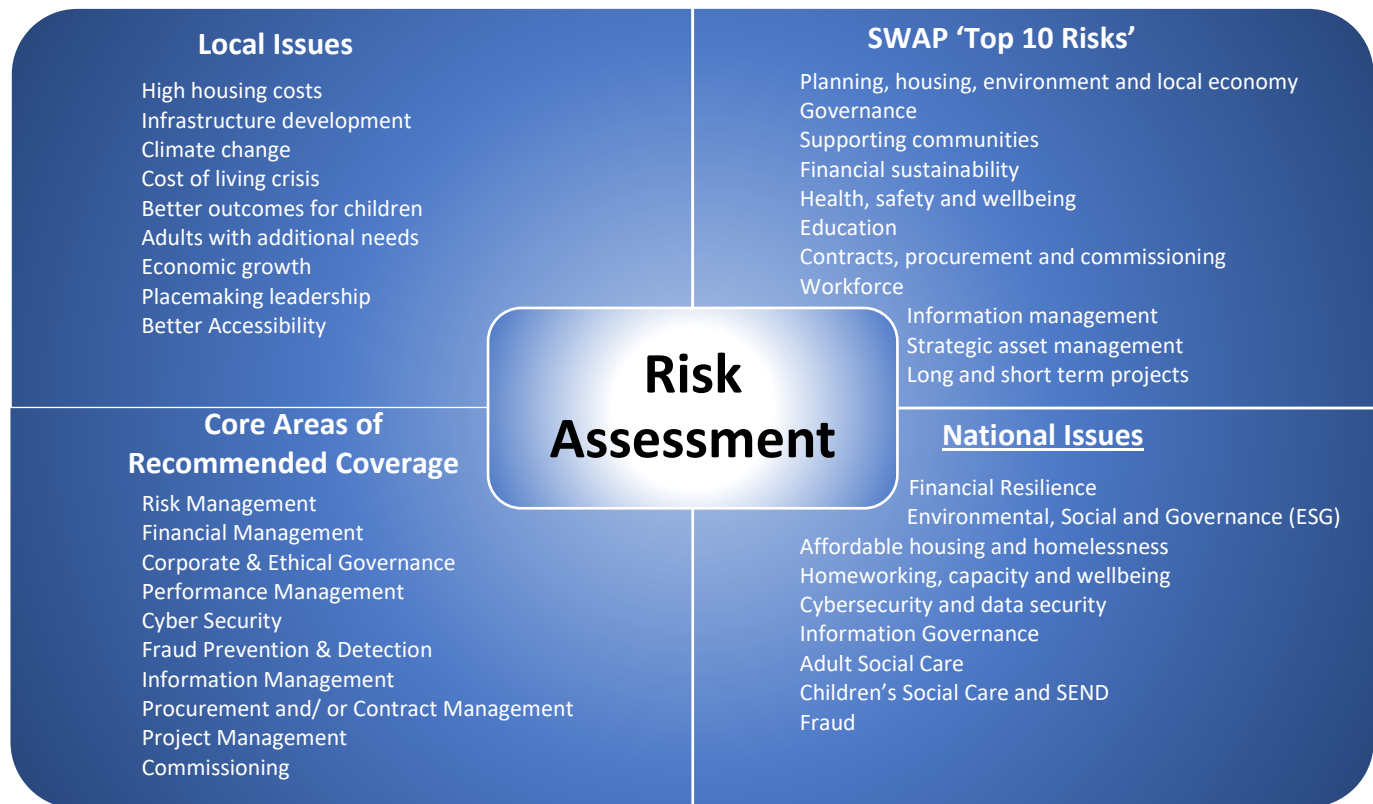 Local Issues
High housing costs
Infrastructure development
Climate change
Cost of living crisis
Better outcomes for children
Adults with additional needs
Economic growth
Placemaking leadership
Better Accessibility
SWAP ‘Top 10 Risks’
Planning, housing, environment and local economy
Governance
Supporting communities
Financial sustainability
Health, safety and wellbeing
Education
Contracts, procurement and commissioning
Workforce
Information management
Strategic asset management
Long and short term projects
Risk
Assessment
Core Areas of
Recommended Coverage
Risk Management
Financial Management
Corporate & Ethical Governance
Performance Management
Cyber Security
Fraud Prevention & Detection
Information Management
Procurement and/ or Contract Management
Project Management
Commissioning
National Issues
Financial Resilience
Environmental, Social and Governance (ESG)
Affordable housing and homelessness
Homeworking, capacity and wellbeing
Cybersecurity and data security
Information Governance
Adult Social Care
Children’s Social Care and SEND
Fraud